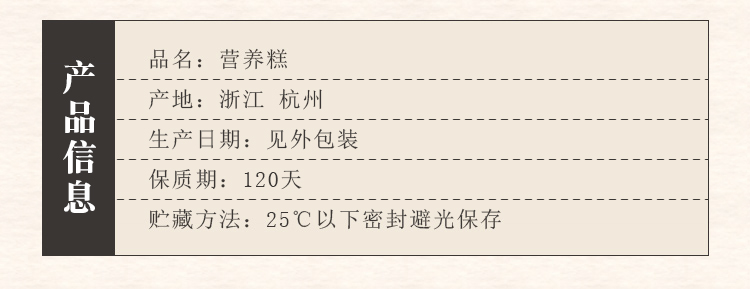 产品信息
品名：营养糕
产地：浙江 杭州
生产日期：见外包装
保质期：120天
贮藏方法：25℃以下密封避光保存